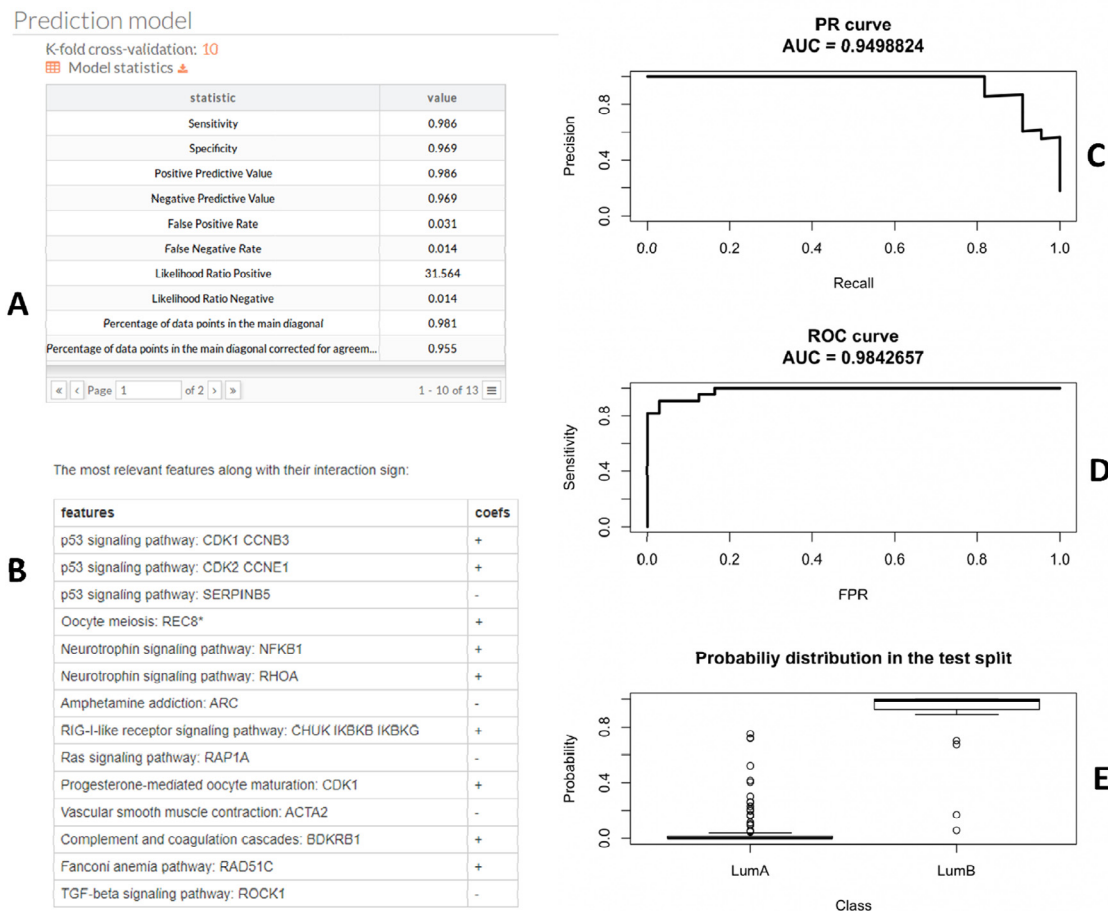 Prediction model
K-fold cross-validation: 10
Model statistics
statistic value
Sensitivity 0.986
Specificity 0.969
Positive Predictive Value 0.986
Negative Predictive Value 0.969
False Positive Rate 0.031
False Negative Rate 0.014
Likelihood Ratio Positive 31.564
Likelihood Ratio Negative 0.014
Percentage of data points in the main diagonal 0.981
Percentage of data points in the main diagonal corrected for agreem... 0.955
« ‹ Page 1 of 2 › » 1 - 10 of 13
A
The most relevant features along with their interaction sign:
features coefs
p53 signaling pathway: CDK1 CCNB3 +
p53 signaling pathway: CDK2 CCNE1 +
p53 signaling pathway: SERPINB5 -
Oocyte meiosis: REC8* +
Neurotrophin signaling pathway: NFKB1 +
Neurotrophin signaling pathway: RHOA +
Amphetamine addiction: ARC -
RIG-I-like receptor signaling pathway: CHUK IKBKB IKBKG +
Ras signaling pathway: RAP1A -
Progesterone-mediated oocyte maturation: CDK1 +
Vascular smooth muscle contraction: ACTA2 -
Complement and coagulation cascades: BDKRB1 +
Fanconi anemia pathway: RAD51C +
TGF-beta signaling pathway: ROCK1 -
B
PR curve
AUC = 0.9498824
Precision
0.8
0.4
0.0
0.0 0.2 0.4 0.6 0.8 1.0
Recall
C
ROC curve
AUC = 0.9842657
Sensitivity
0.8
0.4
0.0
0.0 0.2 0.4 0.6 0.8 1.0
FPR
D
Probabiliy distribution in the test split
Probability
0.8
0.4
0.0
LumA LumB
Class
E